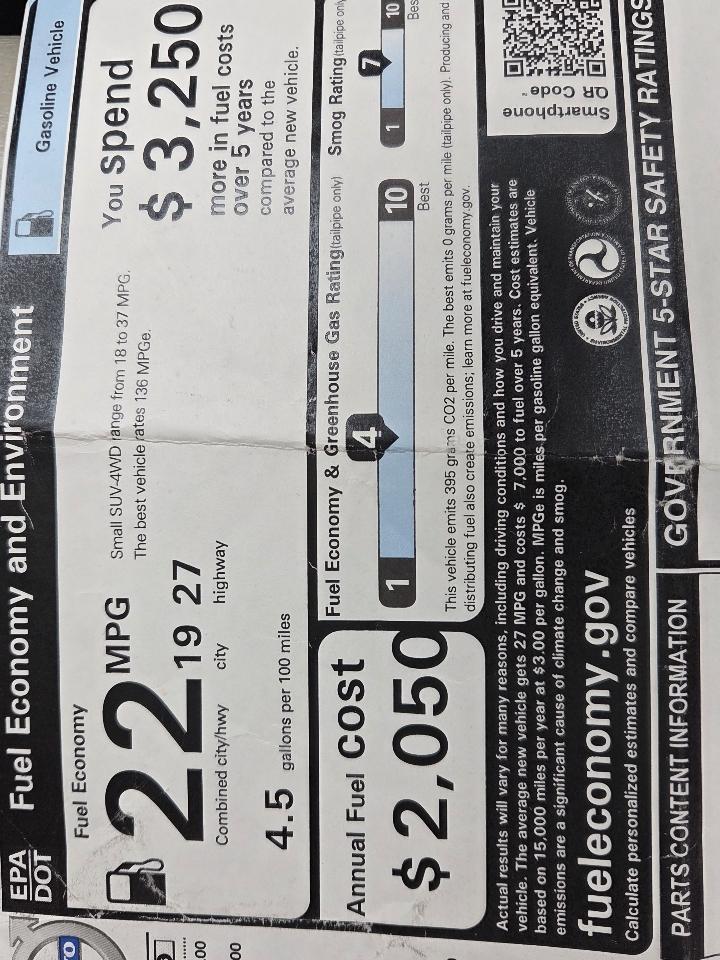 EPA
DOT
Fuel Economy and Environment
Gasoline Vehicle
Fuel Economy
22 MPG
19 27
Combined city/hwy city highway
4.5 gallons per 100 miles
Small SUV-4WD range from 18 to 37 MPG.
The best vehicle rates 136 MPGe.
You Spend
$ 3,250
more in fuel costs
over 5 years
compared to the
average new vehicle.
Annual Fuel cost
$ 2,050
Fuel Economy & Greenhouse Gas Rating (tailpipe only)
1
4
10
Best
Smog Rating (tailpipe only
1
7
10
Bes
This vehicle emits 395 grams CO2 per mile. The best emits 0 grams per mile (tailpipe only). Producing and
distributing fuel also create emissions; learn more at fueleconomy.gov.
Actual results will vary for many reasons, including driving conditions and how you drive and maintain your
vehicle. The average new vehicle gets 27 MPG and costs $ 7,000 to fuel over 5 years. Cost estimates are
based on 15,000 miles per year at $3.00 per gallon. MPGe is miles per gasoline gallon equivalent. Vehicle
emissions are a significant cause of climate change and smog.
fueleconomy.gov
Calculate personalized estimates and compare vehicles
Smartphone
QR Code™
PARTS CONTENT INFORMATION
GOVERNMENT 5-STAR SAFETY RATINGS
.00
00